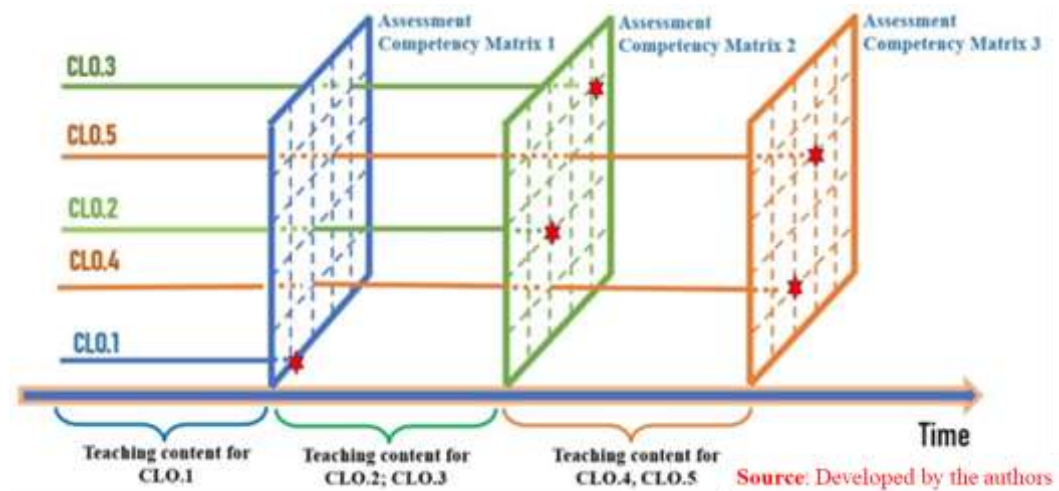 Assessment
Competency Matrix 1
Assessment
Competency Matrix 2
Assessment
Competency Matrix 3
CLO.3
CLO.5
CLO.2
CLO.4
CLO.1
Time
Teaching content for
CLO.1
Teaching content for
CLO.2; CLO.3
Teaching content for
CLO.4, CLO.5
Source: Developed by the authors